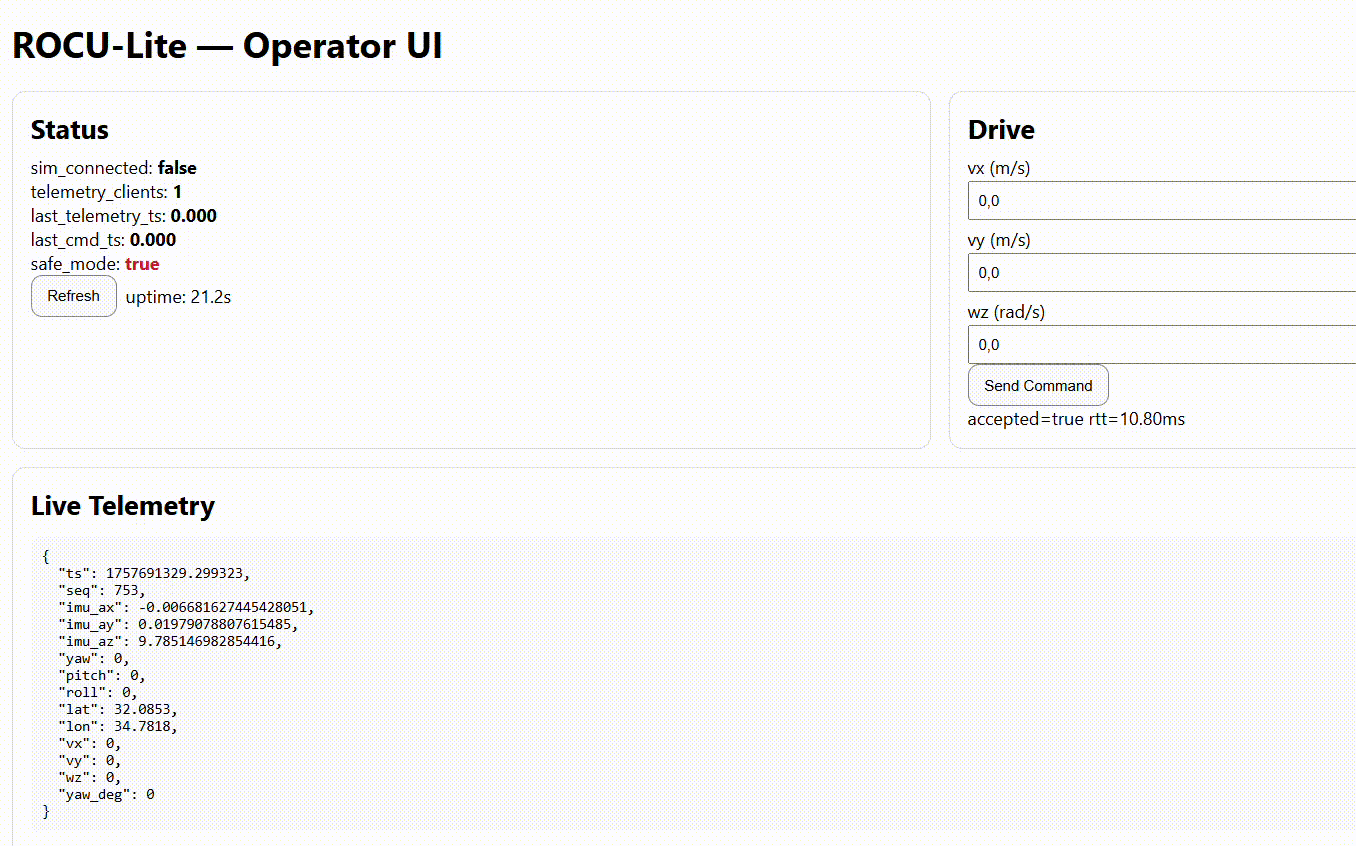 ROCU-Lite — Operator UI
Status
sim_connected: false
telemetry_clients: 1
last_telemetry_ts: 0.000
last_cmd_ts: 0.000
safe_mode: true
Refresh uptime: 21.2s
Drive
vx (m/s)
0,0
vy (m/s)
0,0
wz (rad/s)
0,0
Send Command
accepted=true rtt=10.80ms
Live Telemetry
{
  "ts": 1757691329.299323,
  "seq": 753,
  "imu_ax": -0.006681627445428051,
  "imu_ay": 0.01979078807615485,
  "imu_az": 9.785146982854416,
  "yaw": 0,
  "pitch": 0,
  "roll": 0,
  "lat": 32.0853,
  "lon": 34.7818,
  "vx": 0,
  "vy": 0,
  "wz": 0,
  "yaw_deg": 0
}